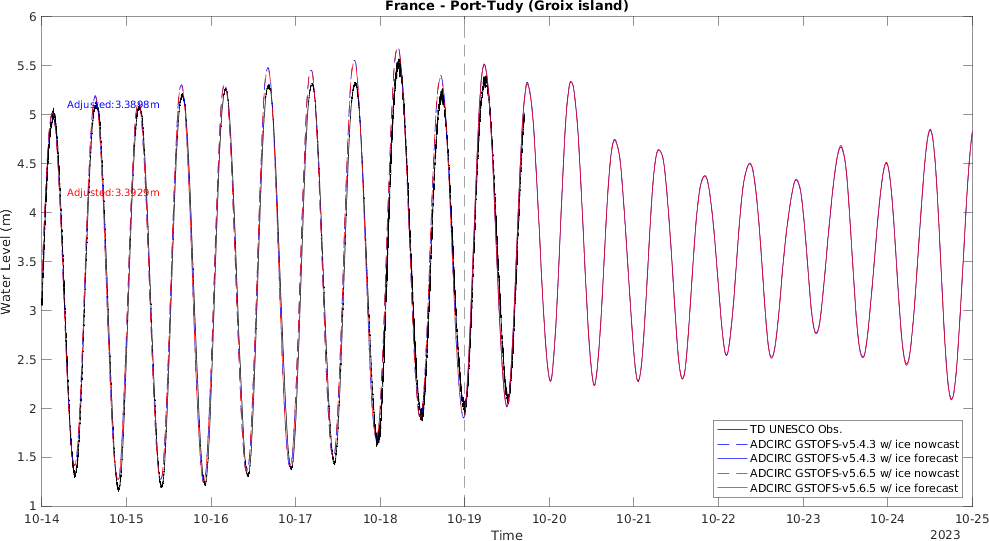 France - Port-Tudy (Groix island)
6
5.5
5
4.5
4
3.5
3
2.5
2
1.5
1
Water Level (m)
Adjusted:3.3898m
Adjusted:3.3929m
TD UNESCO Obs.
ADCIRC GSTOFS-v5.4.3 w/ ice nowcast
ADCIRC GSTOFS-v5.4.3 w/ ice forecast
ADCIRC GSTOFS-v5.6.5 w/ ice nowcast
ADCIRC GSTOFS-v5.6.5 w/ ice forecast
10-14 10-15 10-16 10-17 10-18 10-19 10-20 10-21 10-22 10-23 10-24 10-25
Time
2023